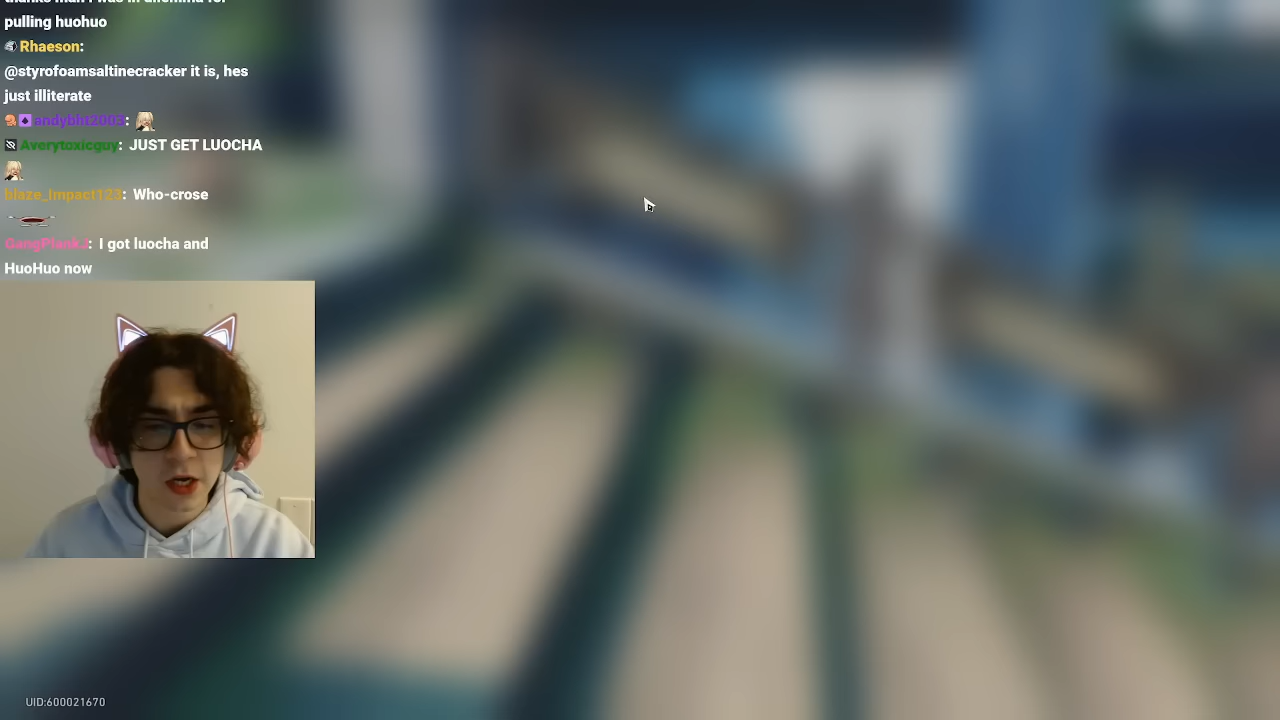 thanks man i was in dilemma for
pulling huohuo
Rhaeson:
@styrofoamsaltinecracker it is, hes
just illiterate
andybht2003:
Averytoxicguy: JUST GET LUOCHA
blaze_impact123: Who-crose
GangPlankJ: I got luocha and
HuoHuo now
UID:600021670